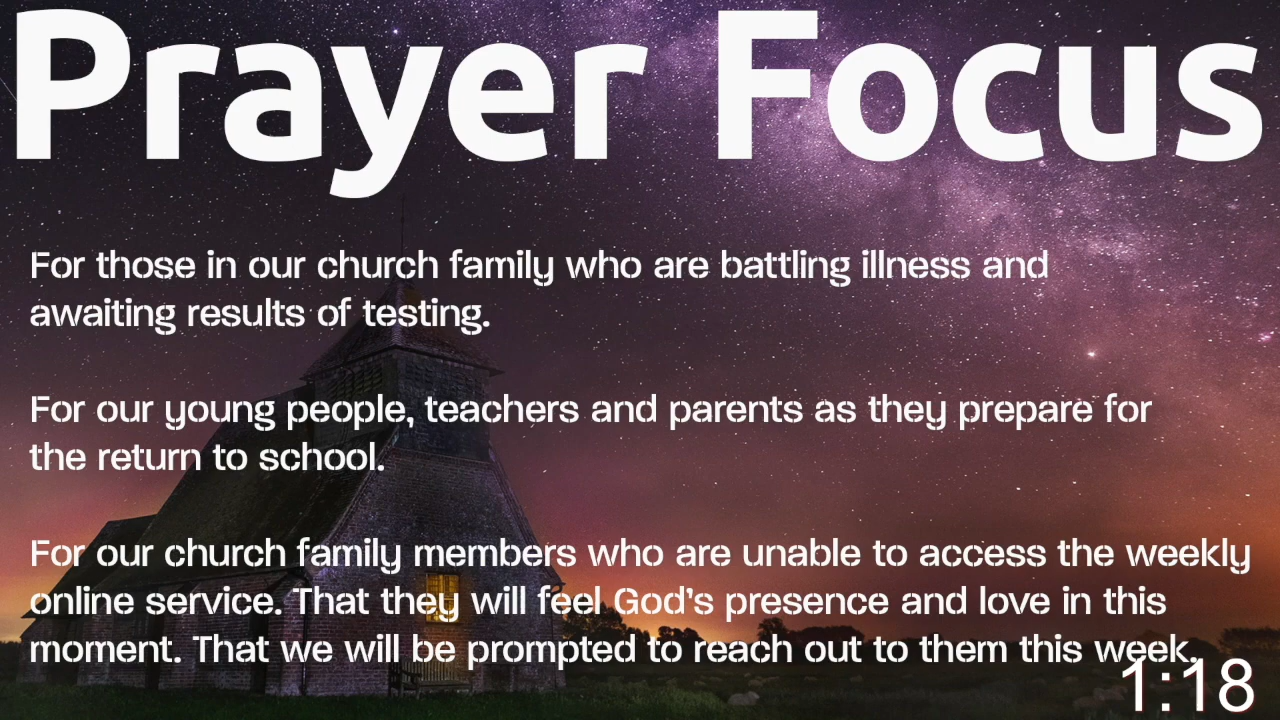 Prayer Focus
For those in our church family who are battling illness and
awaiting results of testing.
For our young people, teachers and parents as they prepare for
the return to school.
For our church family members who are unable to access the weekly
online service. That they will feel God's presence and love in this
moment. That we will be prompted to reach out to them this week.
1:18